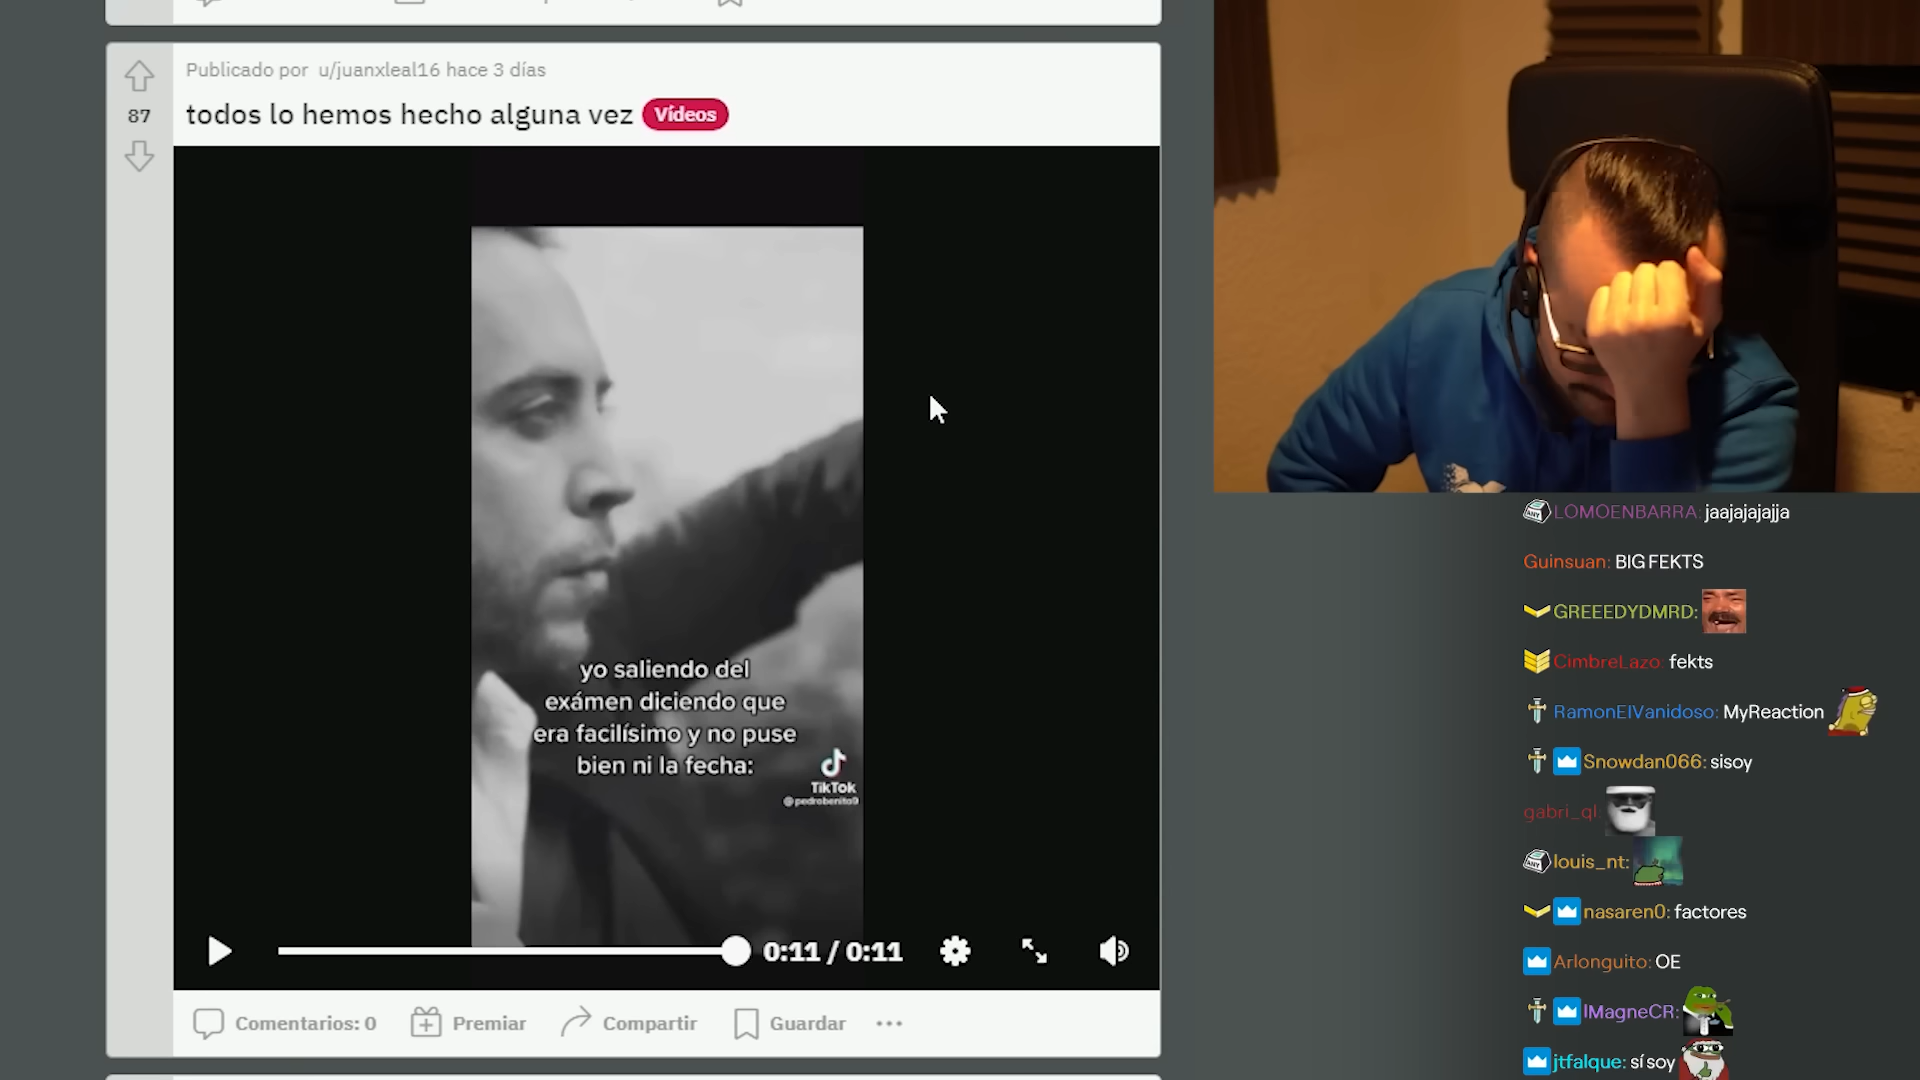 Publicado por u/juanxleal16 hace 3 días
87
todos lo hemos hecho alguna vez Vídeos
yo saliendo del
exámen diciendo que
era facilísimo y no puse
bien ni la fecha:
TikTok
@pedrobenito9
0:11 / 0:11
Comentarios: 0 Premiar Compartir Guardar
LOMOENBARRA: jaajajajajja
Guinsuan: BIG FEKTS
GREEEDYDMRD:
CimbreLazo: fekts
RamonElVanidoso: MyReaction
Snowdan066: sisoy
gabri_ql:
louis_nt:
nasaren0: factores
Arlonguito: OE
lMagneCR:
jtfalque: sí soy